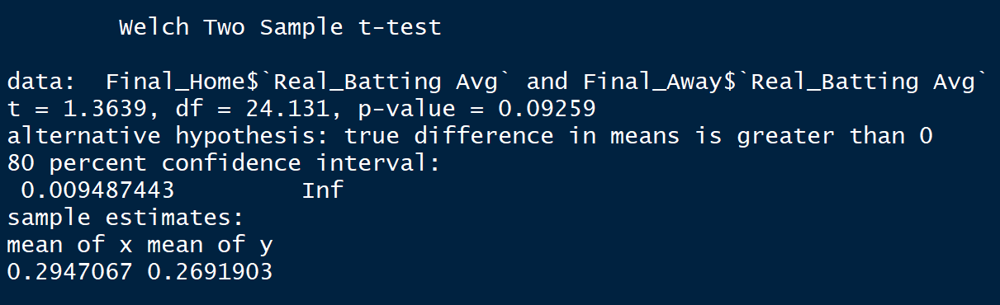 Welch Two Sample t-test
data:  Final_Home$`Real_Batting Avg` and Final_Away$`Real_Batting Avg`
t = 1.3639, df = 24.131, p-value = 0.09259
alternative hypothesis: true difference in means is greater than 0
80 percent confidence interval:
 0.009487443         Inf
sample estimates:
mean of x mean of y
0.2947067 0.2691903